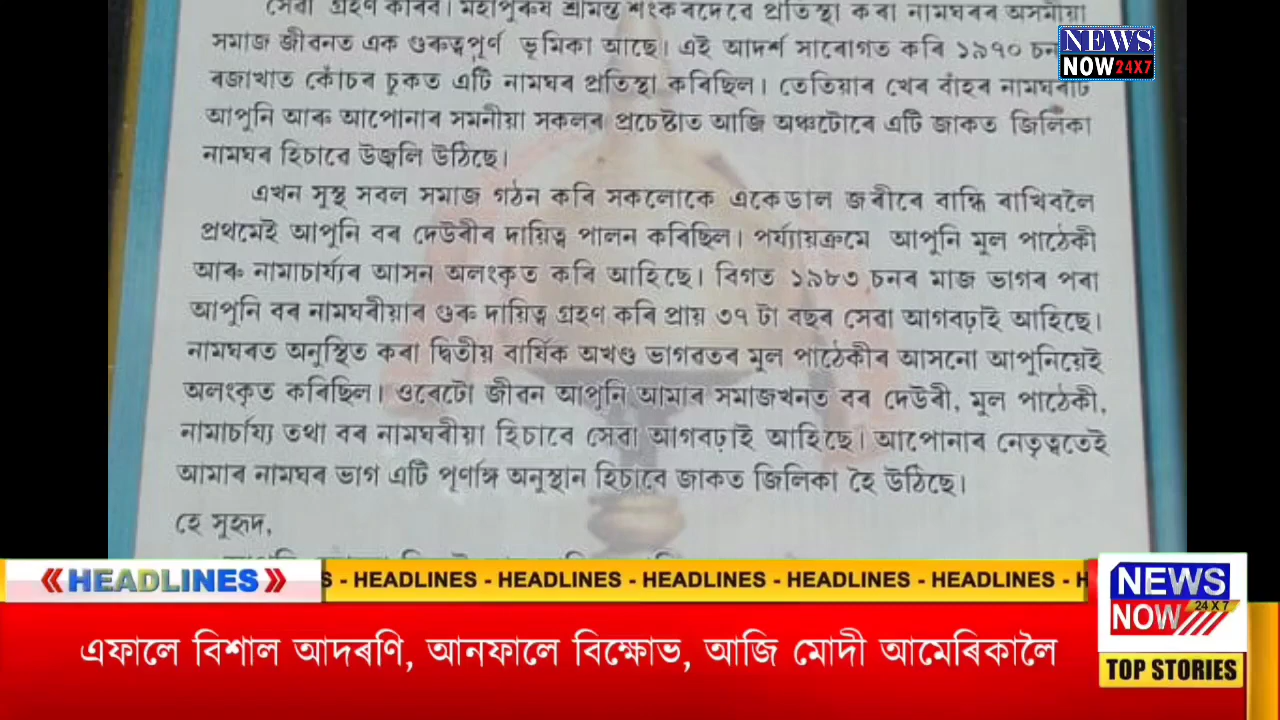 সেৱা গ্ৰহণ কৰিব। মহাপুৰুষ শ্ৰীমন্ত শংকৰদেৱে প্ৰতিস্থা কৰা নামঘৰৰ অসমীয়া
সমাজ জীৱনত এক গুৰুত্বপূৰ্ণ ভূমিকা আছে। এই আদৰ্শ সাৰোগত কৰি ১৯৭০ চনৰ
ৰজাখাত কোঁচৰ চুকত এটি নামঘৰ প্ৰতিস্থা কৰিছিল। তেতিয়াৰ খেৰ বাঁহৰ নামঘৰটি
আপুনি আৰু আপোনাৰ সমনীয়া সকলৰ প্ৰচেষ্টাত আজি অঞ্চটোৰে এটি জাকত জিলিকা
নামঘৰ হিচাবে উজ্বলি উঠিছে।
এখন সুস্থ সবল সমাজ গঠন কৰি সকলোকে একেডাল জৰীৰে বান্ধি ৰাখিবলৈ
প্ৰথমেই আপুনি বৰ দেউৰীৰ দায়িত্ব পালন কৰিছিল। পৰ্য্যায়ক্ৰমে আপুনি মূল পাঠেকী
আৰু নামাচাৰ্য্যৰ আসন অলংকৃত কৰি আহিছে। বিগত ১৯৮৩ চনৰ মাজ ভাগৰ পৰা
আপুনি বৰ নামঘৰীয়াৰ গুৰু দায়িত্ব গ্ৰহণ কৰি প্ৰায় ৩৭ টা বছৰ সেৱা আগবঢ়াই আহিছে।
নামঘৰত অনুস্থিত কৰা দ্বিতীয় বাৰ্ষিক অখণ্ড ভাগৱতৰ মূল পাঠেকীৰ আসনো আপুনিয়েই
অলংকৃত কৰিছিল। ওৰেটো জীৱন আপুনি আমাৰ সমাজখনত বৰ দেউৰী, মূল পাঠেকী,
নামাৰ্চায্য তথা বৰ নামঘৰীয়া হিচাবে সেৱা আগবঢ়াই আহিছে। আপোনাৰ নেতৃত্বতেই
আমাৰ নামঘৰ ভাগ এটি পূৰ্ণাঙ্গ অনুস্থান হিচাবে জাকত জিলিকা হৈ উঠিছে।
হে সুহৃদ,
NEWS
NOW 24X7
HEADLINES
S - HEADLINES - HEADLINES - HEADLINES - HEADLINES - HEADLINES - H
NEWS
NOW 24 X 7
এফালে বিশাল আদৰণি, আনফালে বিক্ষোভ, আজি মোদী আমেৰিকালৈ
TOP STORIES